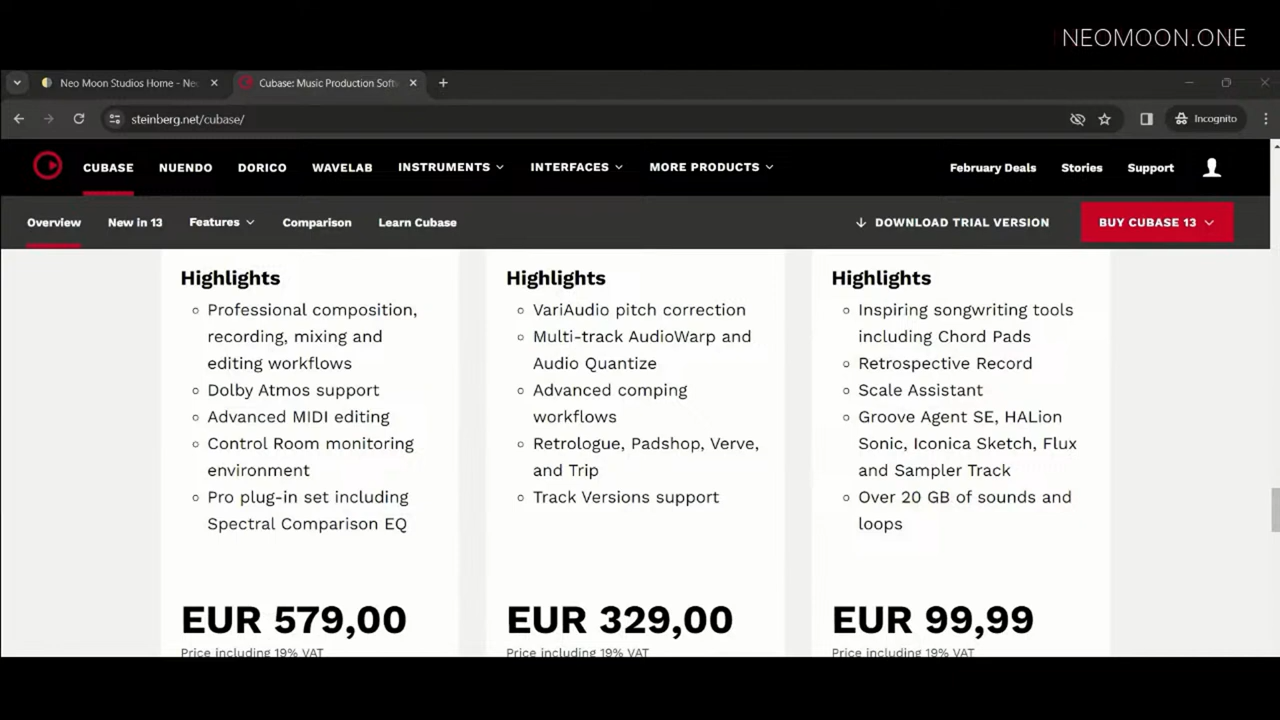 NEOMOON.ONE
Neo Moon Studios Home - Ne
Cubase: Music Production Soft
steinberg.net/cubase/
Incognito
CUBASE
NUENDO
DORICO
WAVELAB
INSTRUMENTS
INTERFACES
MORE PRODUCTS
February Deals
Stories
Support
Overview
New in 13
Features
Comparison
Learn Cubase
DOWNLOAD TRIAL VERSION
BUY CUBASE 13
Highlights
Professional composition,
recording, mixing and
editing workflows
Dolby Atmos support
Advanced MIDI editing
Control Room monitoring
environment
Pro plug-in set including
Spectral Comparison EQ
EUR 579,00
Price including 19% VAT
Highlights
VariAudio pitch correction
Multi-track AudioWarp and
Audio Quantize
Advanced comping
workflows
Retrologue, Padshop, Verve,
and Trip
Track Versions support
EUR 329,00
Price including 19% VAT
Highlights
Inspiring songwriting tools
including Chord Pads
Retrospective Record
Scale Assistant
Groove Agent SE, HALion
Sonic, Iconica Sketch, Flux
and Sampler Track
Over 20 GB of sounds and
loops
EUR 99,99
Price including 19% VAT